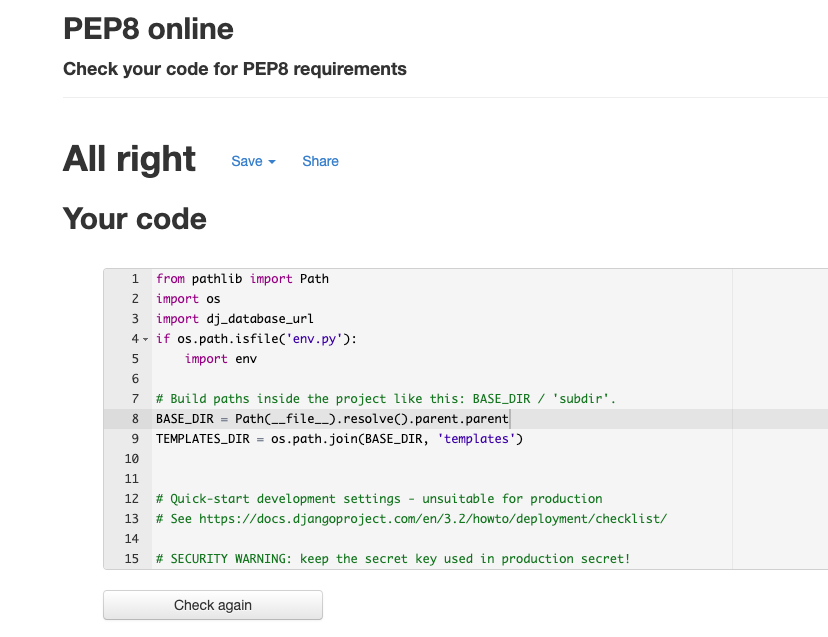 PEP8 online
Check your code for PEP8 requirements
All right Save Share
Your code
1 from pathlib import Path
2 import os
3 import dj_database_url
4 if os.path.isfile('env.py'):
5     import env
6
7 # Build paths inside the project like this: BASE_DIR / 'subdir'.
8 BASE_DIR = Path(__file__).resolve().parent.parent
9 TEMPLATES_DIR = os.path.join(BASE_DIR, 'templates')
10
11
12 # Quick-start development settings - unsuitable for production
13 # See https://docs.djangoproject.com/en/3.2/howto/deployment/checklist/
14
15 # SECURITY WARNING: keep the secret key used in production secret!
Check again